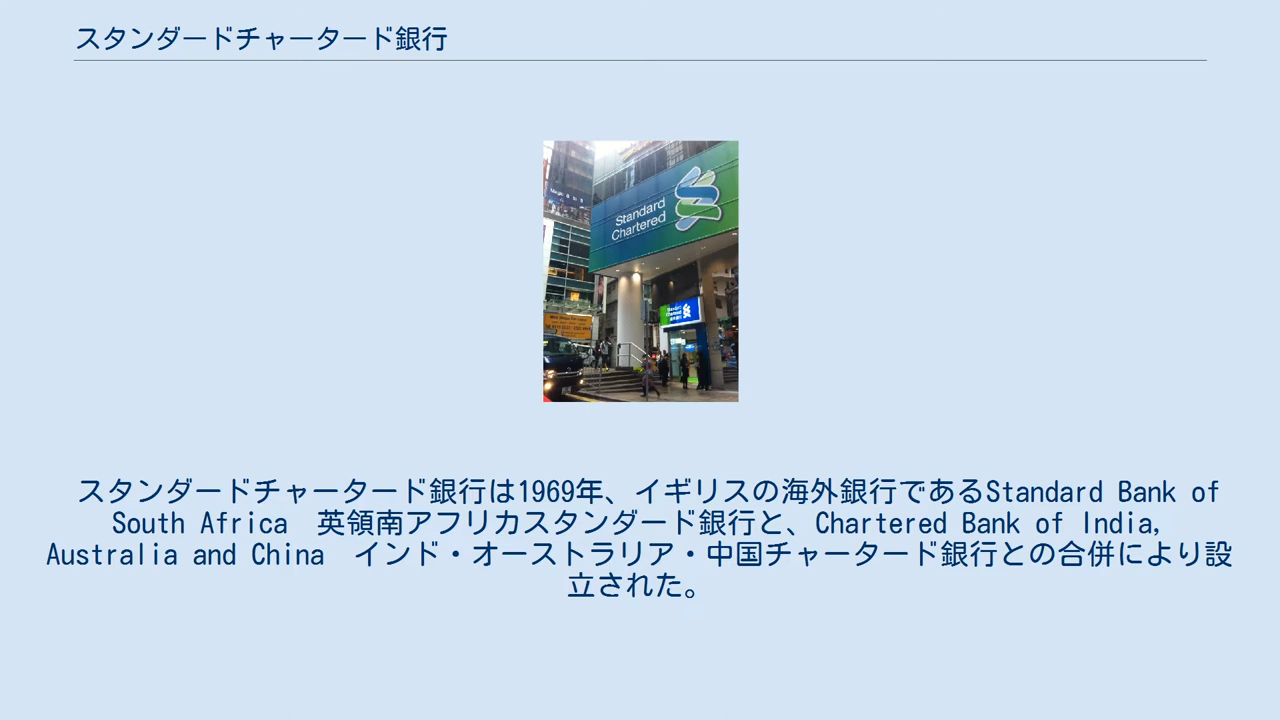 スタンダードチャータード銀行
Standard
Chartered
スタンダードチャータード銀行は1969年、イギリスの海外銀行であるStandard Bank of
South Africa　英領南アフリカスタンダード銀行と、Chartered Bank of India,
Australia and China　インド・オーストラリア・中国チャータード銀行との合併により設
立された。